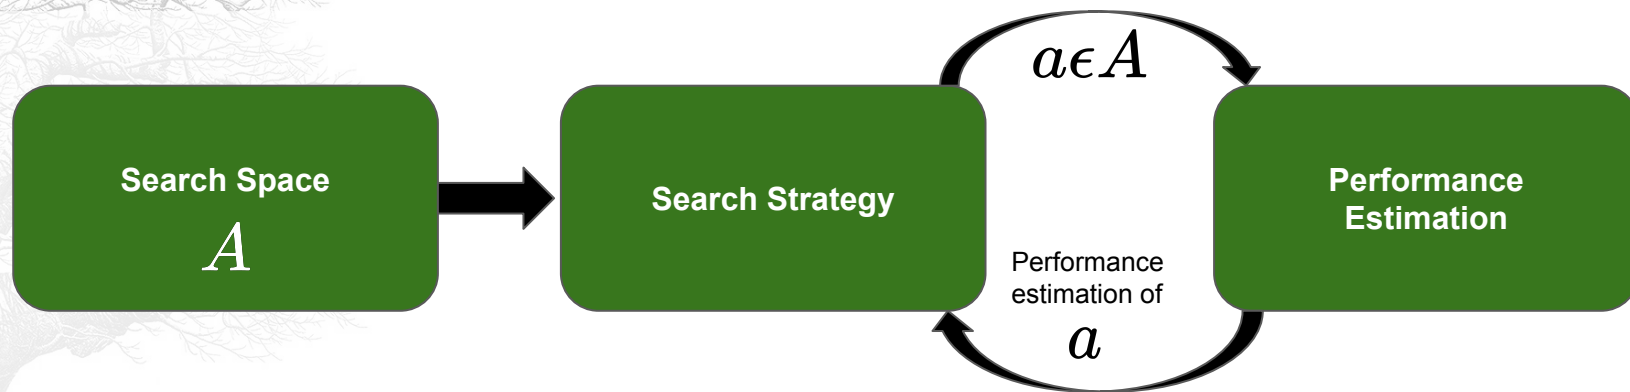 Search Space
A
Search Strategy
aϵA
Performance
estimation of
a
Performance
Estimation